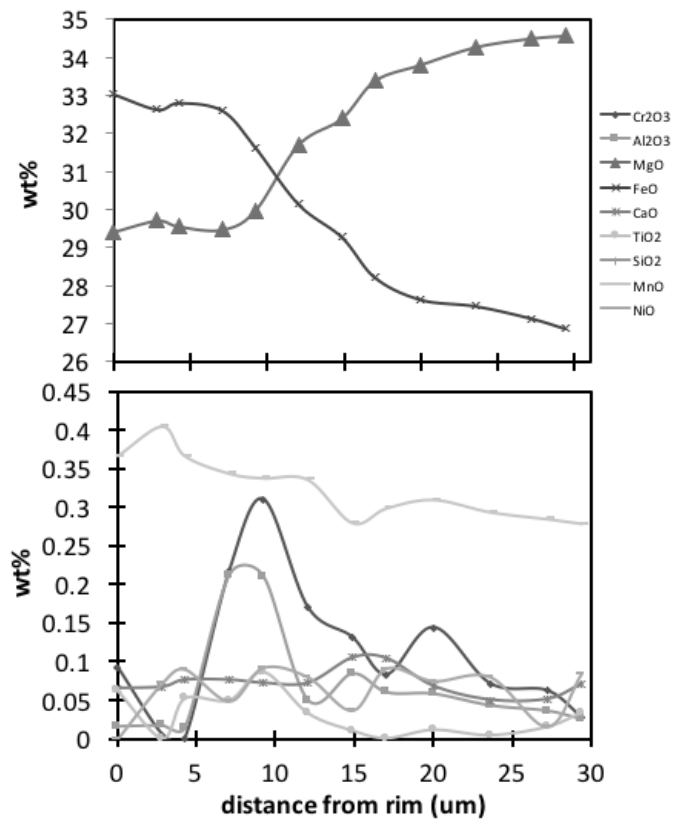 35
34
33
32
31
30
29
28
27
26
wt%
Cr2O3
Al2O3
MgO
FeO
CaO
TiO2
SiO2
MnO
NiO
0.45
0.4
0.35
0.3
0.25
0.2
0.15
0.1
0.05
0
wt%
0 5 10 15 20 25 30
distance from rim (um)